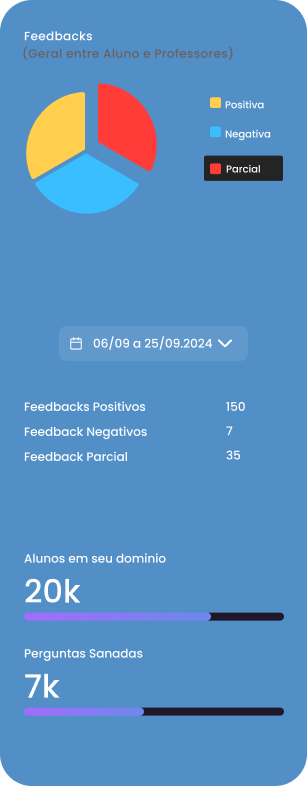 Feedbacks
(Geral entre Aluno e Professores)
Positiva
Negativa
Parcial
06/09 a 25/09.2024
Feedbacks Positivos 150
Feedback Negativos 7
Feedback Parcial 35
Alunos em seu dominio
20k
Perguntas Sanadas
7k